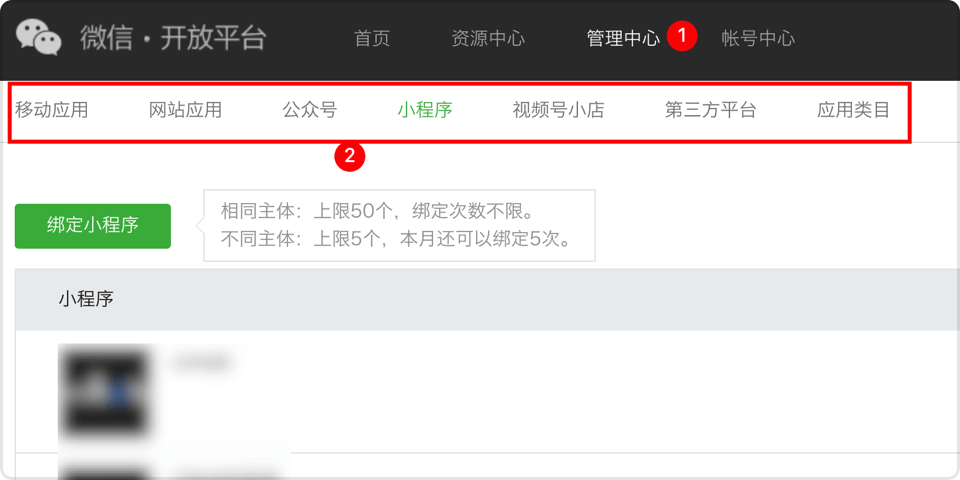 微信·开放平台 首页 资源中心 管理中心 1 帐号中心
移动应用 网站应用 公众号 小程序 视频号小店 第三方平台 应用类目
2
绑定小程序
相同主体：上限50个，绑定次数不限。
不同主体：上限5个，本月还可以绑定5次。
小程序